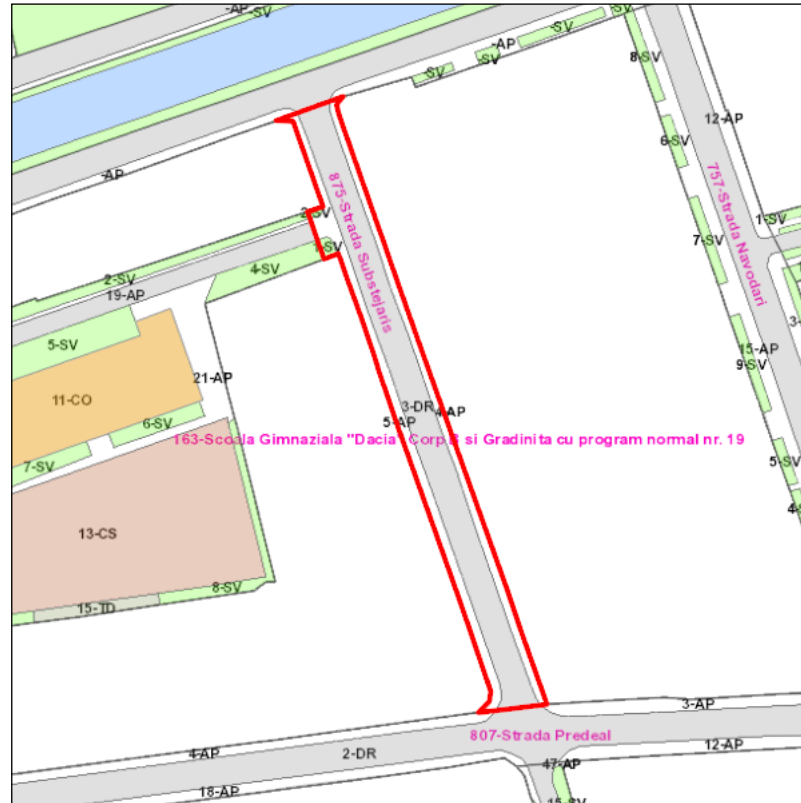 -AP
-SV
-SV
-AP
-SV
-SV
8-SV
12-AP
6-SV
-AP
875-Strada Substejaris
757-Strada Navodari
2-SV
1-SV
1-SV
7-SV
4-SV
2-SV
19-AP
5-SV
3-
15-AP
9-SV
21-AP
11-CO
3-DR
4-AP
5-AP
6-SV
163-Scoala Gimnaziala "Dacia" Corp B si Gradinita cu program normal nr. 19
7-SV
5-SV
13-CS
8-SV
15-TD
3-AP
807-Strada Predeal
4-AP
2-DR
12-AP
47-AP
18-AP
15-SV